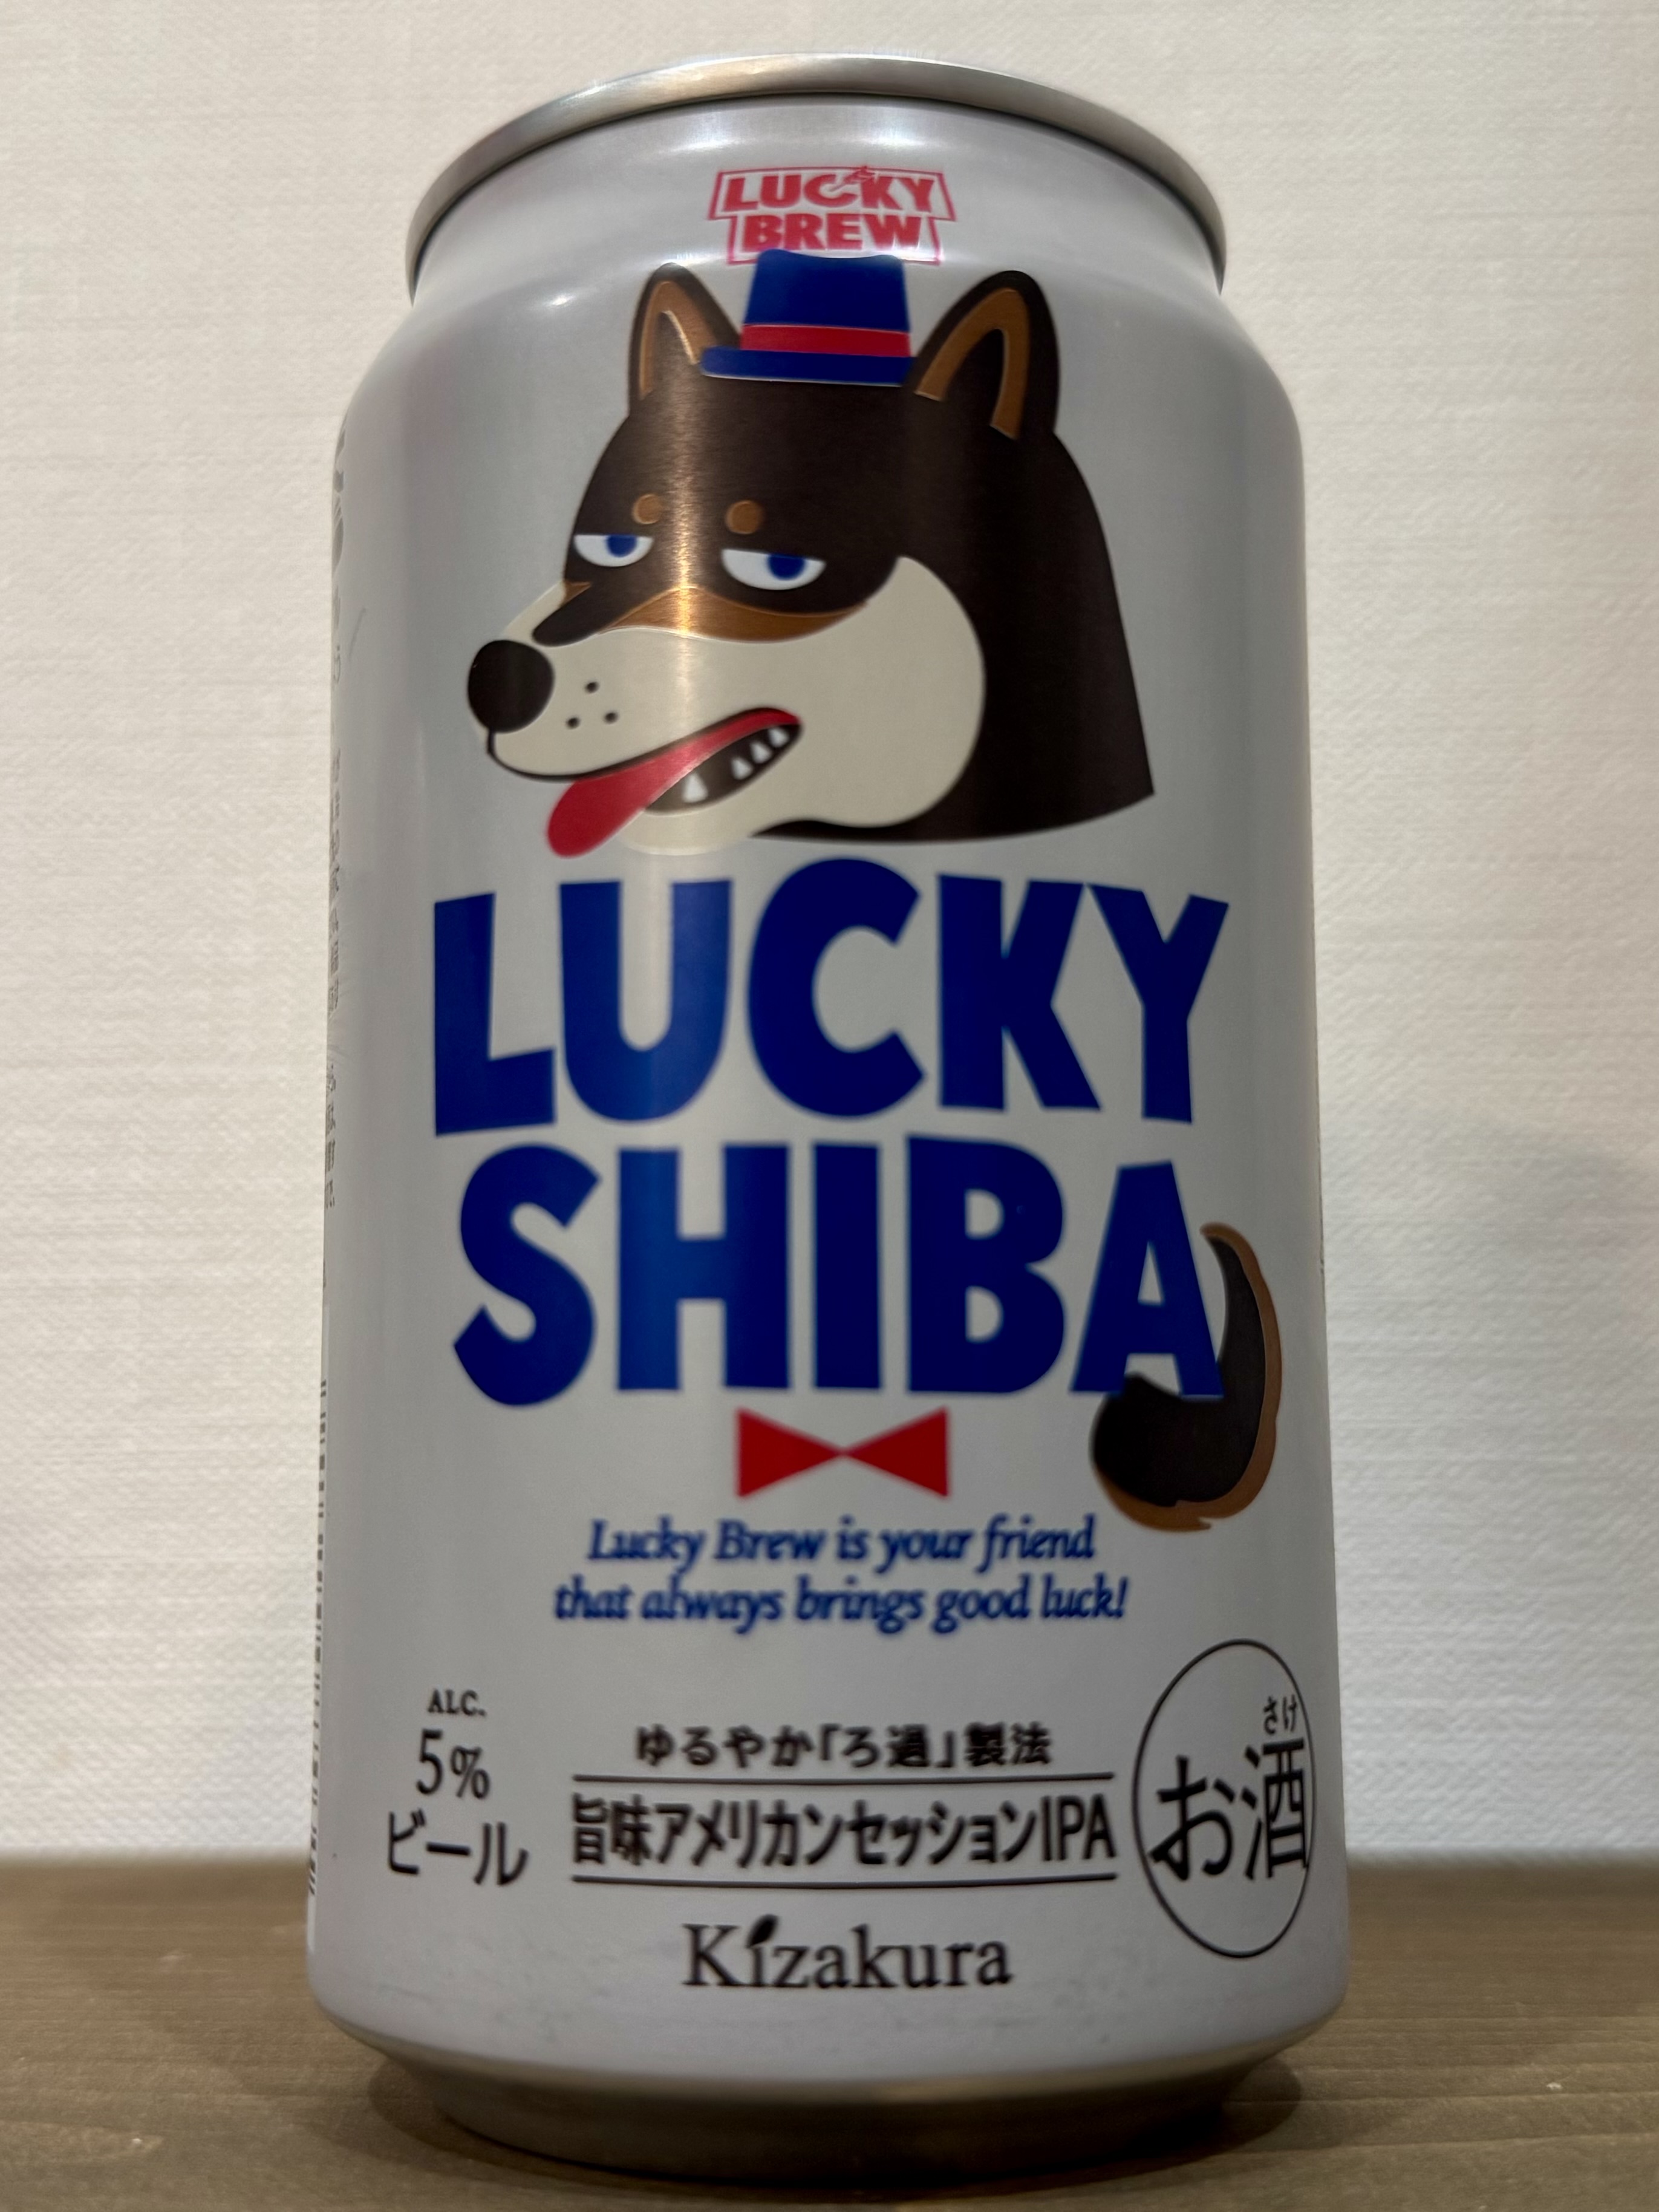 LUCKY
BREW
LUCKY
SHIBA
Lucky Brew is your friend
that always brings good luck!
ALC.
5%
ビール
ゆるやか「ろ過」製法
旨味アメリカンセッションIPA
さけ
お酒
Kizakura